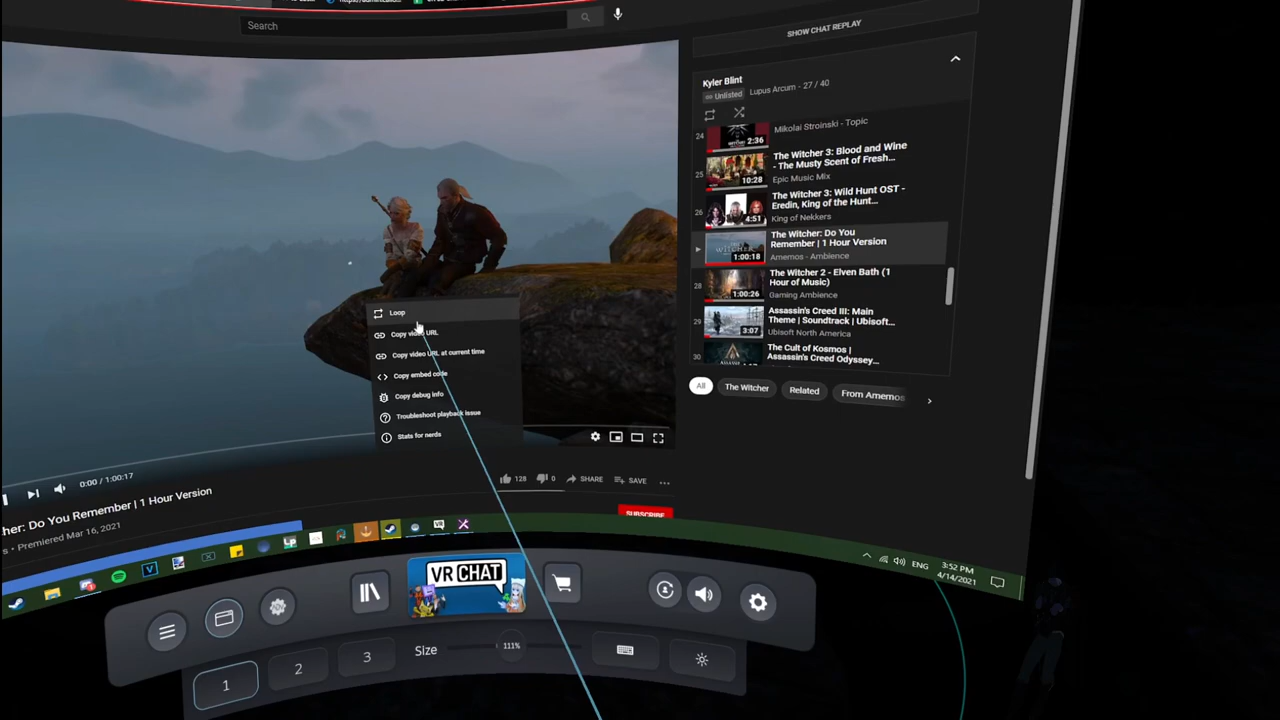 Search
SHOW CHAT REPLAY
Kyler Blint
Unlisted
Lupus Arcum - 27 / 40
24
Mikolai Stroinski - Topic
2:36
25
The Witcher 3: Blood and Wine
- The Musty Scent of Fresh...
Epic Music Mix
10:28
26
The Witcher 3: Wild Hunt OST -
Eredin, King of the Hunt...
King of Nekkers
4:51
The Witcher: Do You
Remember | 1 Hour Version
Amemos - Ambience
1:00:18
28
The Witcher 2 - Elven Bath (1
Hour of Music)
Gaming Ambience
1:00:26
29
Assassin's Creed III: Main
Theme | Soundtrack | Ubisoft...
Ubisoft North America
3:07
30
The Cult of Kosmos |
Assassin's Creed Odyssey...
All
The Witcher
Related
From Amemos
Loop
Copy video URL
Copy video URL at current time
Copy embed code
Copy debug info
Troubleshoot playback issue
Stats for nerds
0:00 / 1:00:17
cher: Do You Remember | 1 Hour Version
s • Premiered Mar 16, 2021
128
0
SHARE
SAVE
SUBSCRIBE
ENG
3:52 PM
4/14/2021
VRCHAT
1
2
3
Size
111%